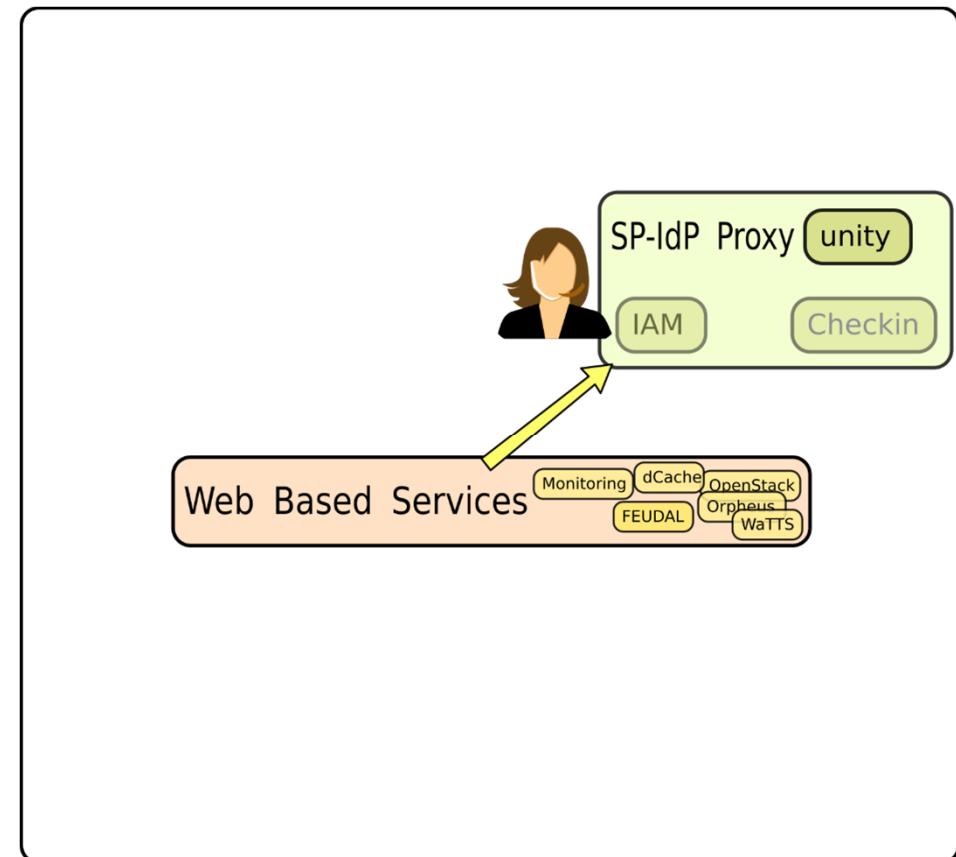 SP-IdP Proxy
unity
IAM
Checkin
Web Based Services
Monitoring
dCache
OpenStack
Orpheus
FEUDAL
WaTTS